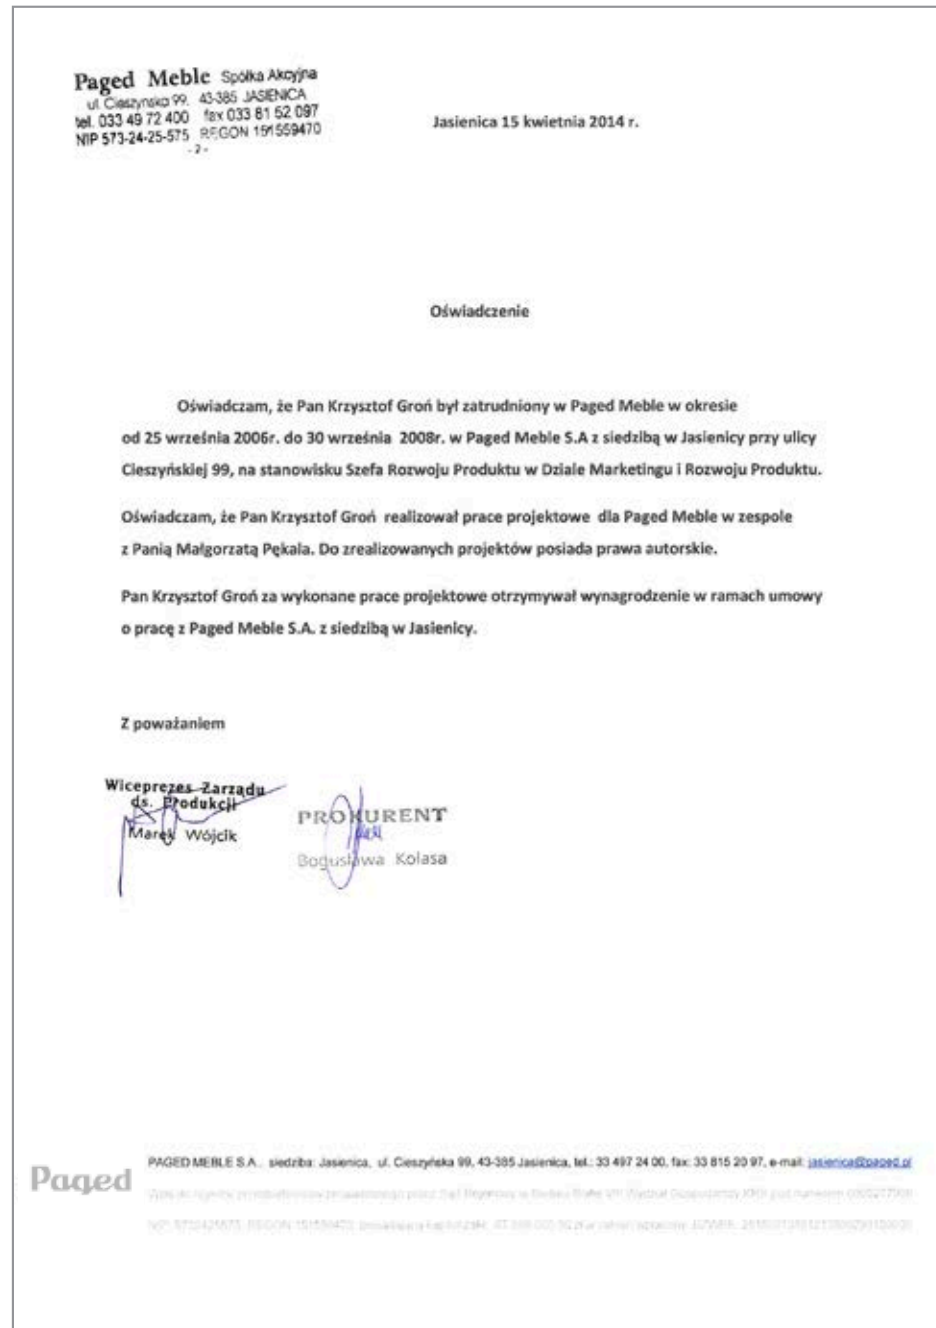 Paged Meble Spółka Akcyjna
ul. Cieszyńska 99, 43-385 JASIENICA
tel. 033 49 72 400 fax 033 81 52 097
NIP 573-24-25-575 REGON 151559470
- 2 -
Jasienica 15 kwietnia 2014 r.
Oświadczenie
Oświadczam, że Pan Krzysztof Groń był zatrudniony w Paged Meble w okresie
od 25 września 2006r. do 30 września 2008r. w Paged Meble S.A z siedzibą w Jasienicy przy ulicy
Cieszyńskiej 99, na stanowisku Szefa Rozwoju Produktu w Dziale Marketingu i Rozwoju Produktu.
Oświadczam, że Pan Krzysztof Groń realizował prace projektowe dla Paged Meble w zespole
z Panią Małgorzatą Pękala. Do zrealizowanych projektów posiada prawa autorskie.
Pan Krzysztof Groń za wykonane prace projektowe otrzymywał wynagrodzenie w ramach umowy
o pracę z Paged Meble S.A. z siedzibą w Jasienicy.
Z poważaniem
Wiceprezes Zarządu
ds. Produkcji
Marek Wójcik
PROKURENT
Bogusława Kolasa
Paged
PAGED MEBLE S.A., siedziba: Jasienica, ul. Cieszyńska 99, 43-385 Jasienica, tel.: 33 497 24 00, fax: 33 815 20 97, e-mail: jasienica@paged.pl